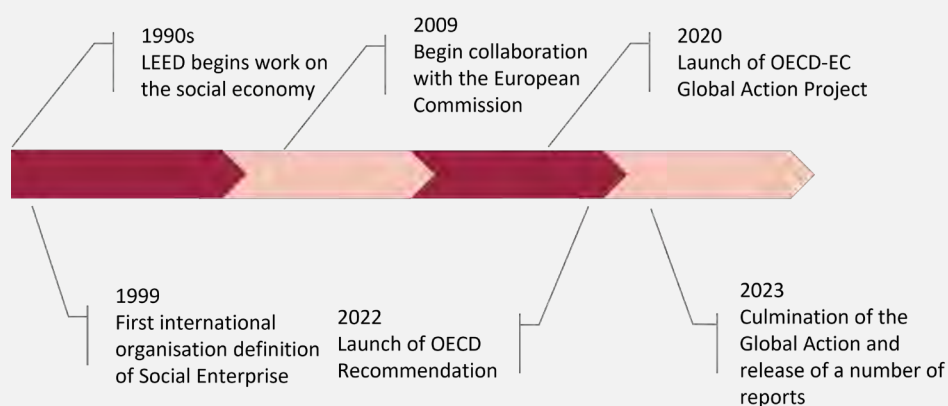 1990s
LEED begins work on
the social economy
2009
Begin collaboration
with the European
Commission
2020
Launch of OECD-EC
Global Action Project
1999
First international
organisation definition
of Social Enterprise
2022
Launch of OECD
Recommendation
2023
Culmination of the
Global Action and
release of a number of
reports